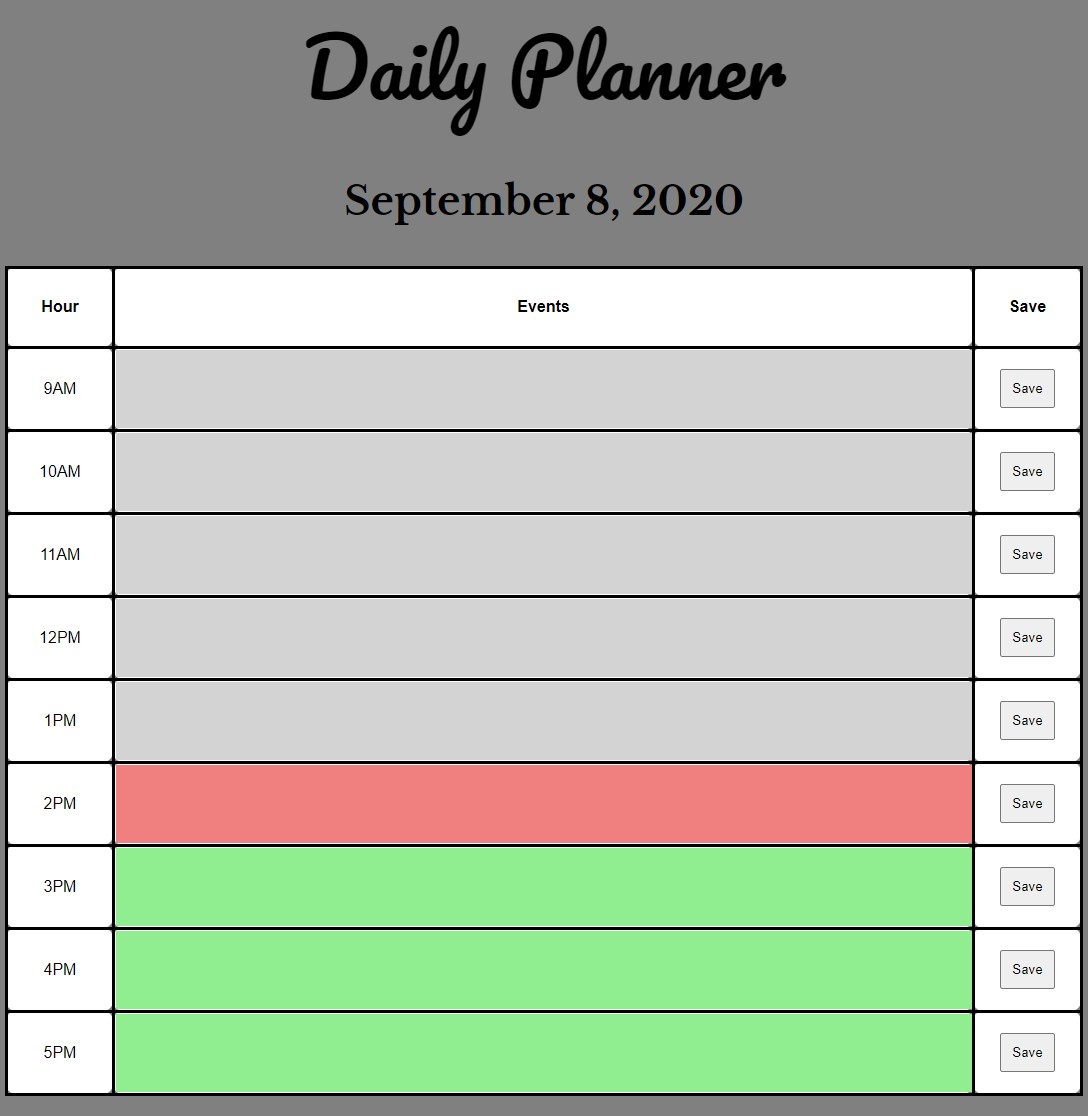 Daily Planner
September 8, 2020
Hour Events Save
9AM Save
10AM Save
11AM Save
12PM Save
1PM Save
2PM Save
3PM Save
4PM Save
5PM Save